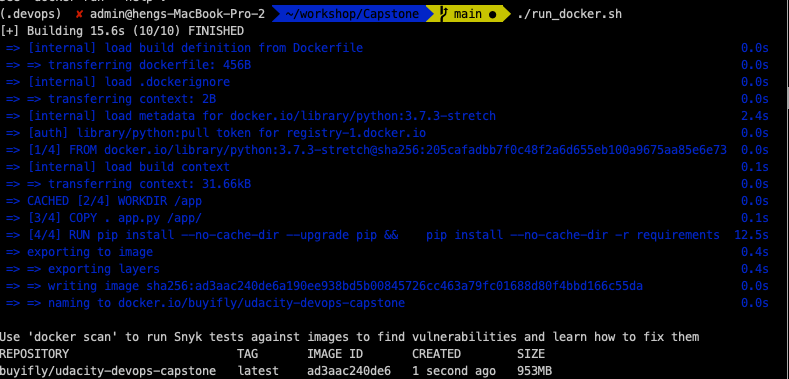 (.devops) ✘ admin@hengs-MacBook-Pro-2 ~/workshop/Capstone main ● ./run_docker.sh
[+] Building 15.6s (10/10) FINISHED
=> [internal] load build definition from Dockerfile 0.0s
=> => transferring dockerfile: 456B 0.0s
=> [internal] load .dockerignore 0.0s
=> => transferring context: 2B 0.0s
=> [internal] load metadata for docker.io/library/python:3.7.3-stretch 2.4s
=> [auth] library/python:pull token for registry-1.docker.io 0.0s
=> [1/4] FROM docker.io/library/python:3.7.3-stretch@sha256:205cafadbb7f0c48f2a6d655eb100a9675aa85e6e73 0.0s
=> [internal] load build context 0.1s
=> => transferring context: 31.66kB 0.0s
=> CACHED [2/4] WORKDIR /app 0.0s
=> [3/4] COPY . app.py /app/ 0.1s
=> [4/4] RUN pip install --no-cache-dir --upgrade pip && pip install --no-cache-dir -r requirements 12.5s
=> exporting to image 0.4s
=> => exporting layers 0.4s
=> => writing image sha256:ad3aac240de6a190ee938bd5b00845726cc463a79fc01688d80f4bbd166c55da 0.0s
=> => naming to docker.io/buyifly/udacity-devops-capstone 0.0s
Use 'docker scan' to run Snyk tests against images to find vulnerabilities and learn how to fix them
REPOSITORY TAG IMAGE ID CREATED SIZE
buyifly/udacity-devops-capstone latest ad3aac240de6 1 second ago 953MB